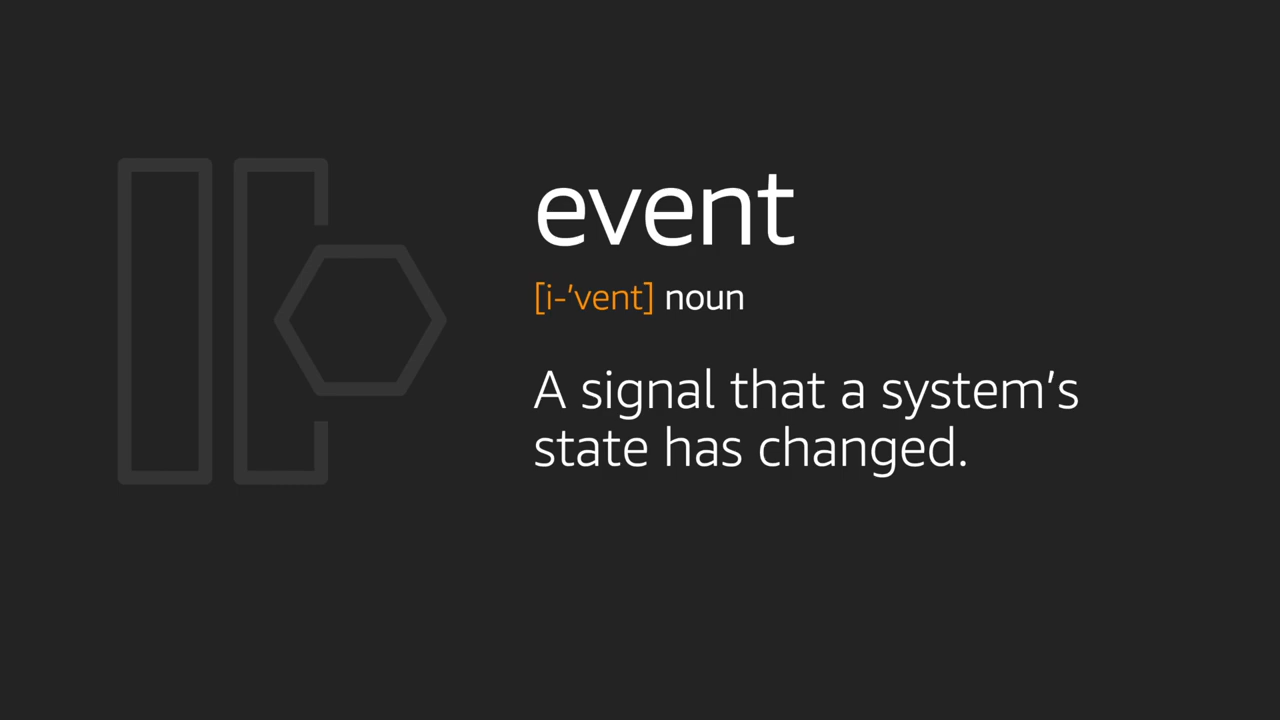 event
[i-′vent] noun
A signal that a system’s
state has changed.